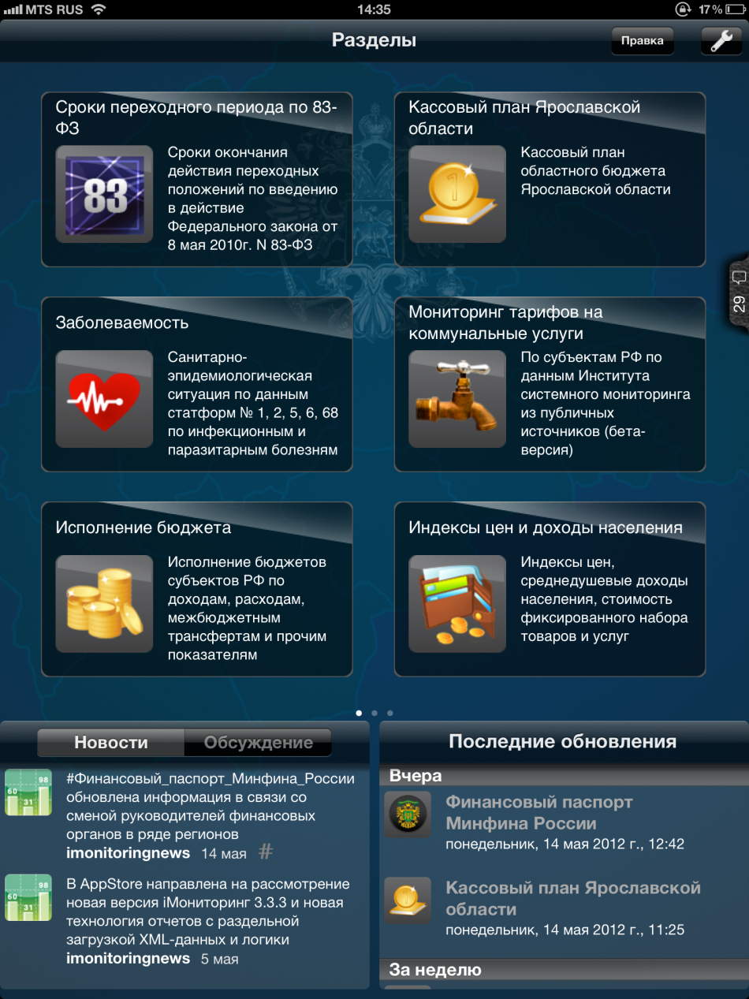 MTS RUS
14:35
17 %
Разделы
Правка
Сроки переходного периода по 83-
ФЗ
83
Сроки окончания
действия переходных
положений по введению
в действие
Федерального закона от
8 мая 2010г. N 83-ФЗ
Кассовый план Ярославской
области
1
Кассовый план
областного бюджета
Ярославской области
29
Заболеваемость
Санитарно-
эпидемиологическая
ситуация по данным
статформ № 1, 2, 5, 6, 68
по инфекционным и
паразитарным болезням
Мониторинг тарифов на
коммунальные услуги
По субъектам РФ по
данным Института
системного мониторинга
из публичных
источников (бета-
версия)
Исполнение бюджета
Исполнение бюджетов
субъектов РФ по
доходам, расходам,
межбюджетным
трансфертам и прочим
показателям
Индексы цен и доходы населения
Индексы цен,
среднедушевые доходы
населения, стоимость
фиксированного набора
товаров и услуг
Новости
Обсуждение
60 31 98
#Финансовый_паспорт_Минфина_России
обновлена информация в связи со
сменой руководителей финансовых
органов в ряде регионов
imonitoringnews 14 мая #
60 31 98
В AppStore направлена на рассмотрение
новая версия iМониторинг 3.3.3 и новая
технология отчетов с раздельной
загрузкой XML-данных и логики
imonitoringnews 5 мая
Последние обновления
Вчера
Финансовый паспорт
Минфина России
понедельник, 14 мая 2012 г., 12:42
1
Кассовый план Ярославской
области
понедельник, 14 мая 2012 г., 11:25
За неделю